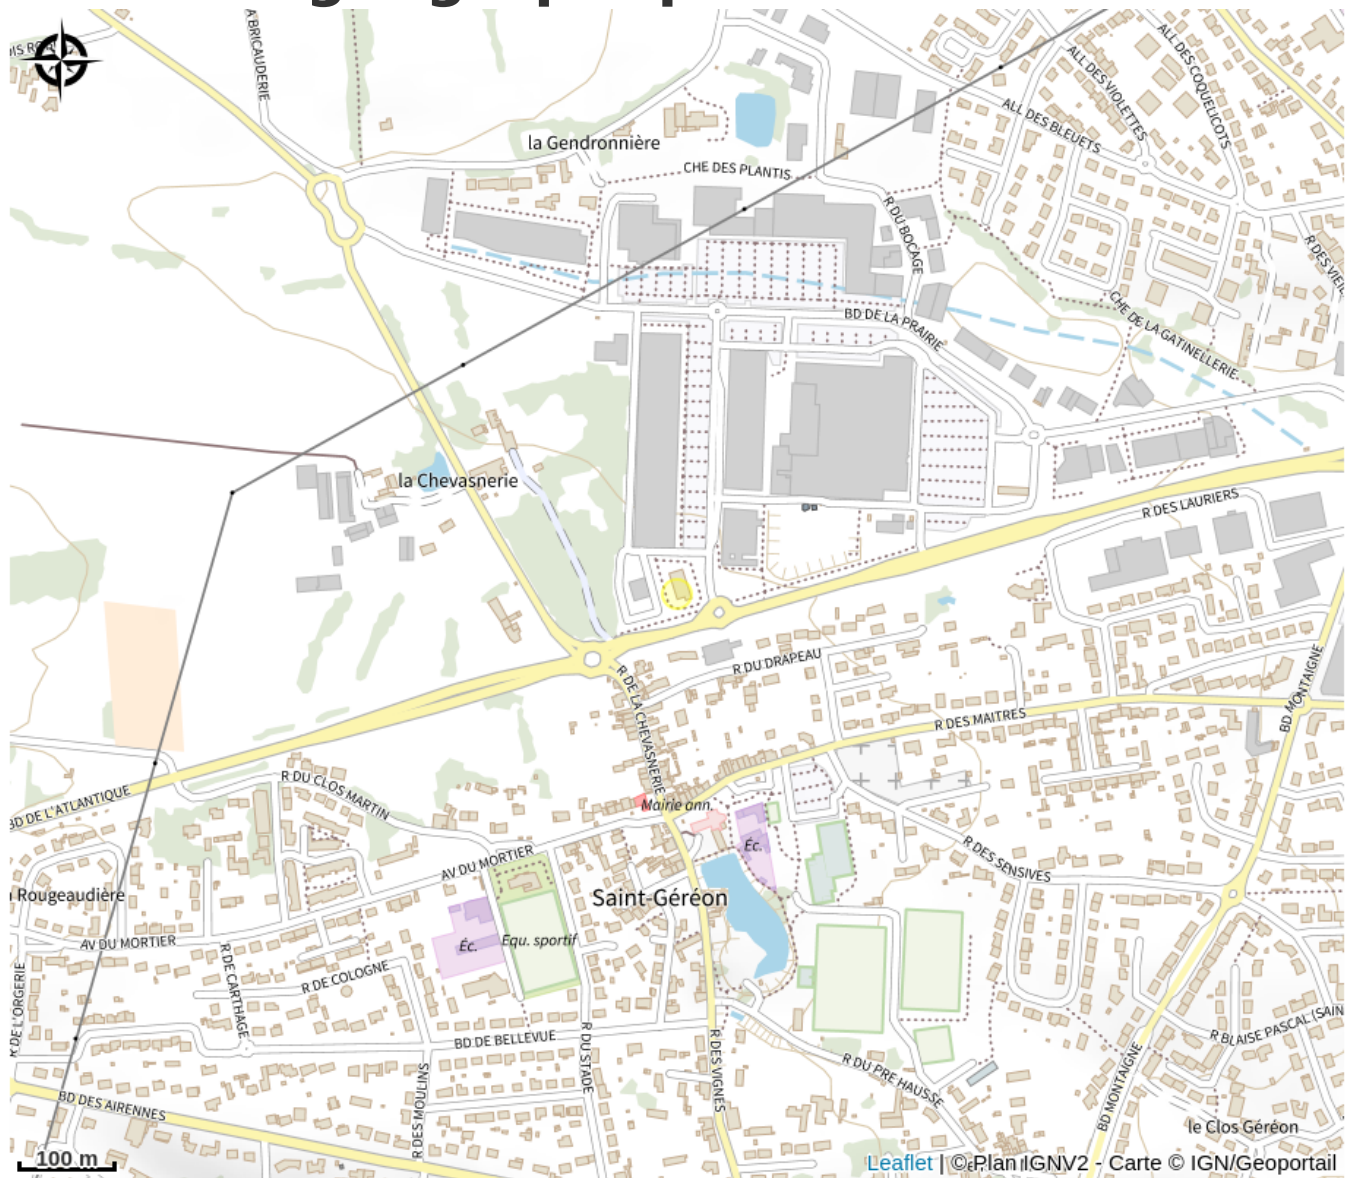 A BRICAUDERIE
ALL DES VIOLETTES
ALL DES COQUELICOTS
ALL DES BLEUETS
la Gendronnière
CHE DES PLANTIS
R DU BOCAGE
BD DE LA PRAIRIE
CHE DE LA GATINELLERIE
la Chevasnerie
R DES LAURIERS
R DU DRAPEAU
R DE LA CHEVASNERIE
R DES MAITRES
BD MONTAIGNE
R DU CLOS MARTIN
BD DE L'ATLANTIQUE
Mairie ann.
Éc.
AV DU MORTIER
R DES SENSIVES
Rougeaudière
Saint-Géréon
Éc.
Equ. sportif
AV DU MORTIER
R DE CARTHAGE
R DE COLOGNE
R DE L'ORGERIE
BD DE BELLEVUE
R DU STADE
R DES VIGNES
R DES MOULINS
R DU PRE HAUSSE
R BLAISE PASCAL (SAIN
BD MONTAIGNE
BD DES AIRENNES
le Clos Géréon
100 m
Leaflet | © Plan IGNV2 - Carte © IGN/Geoportail